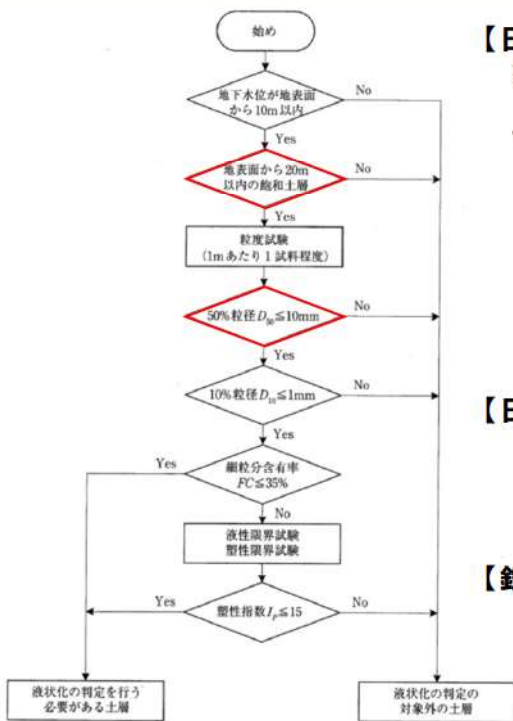 始め
【日
地下水位が地表面
から10m以内
No
Yes
地表面から20m
以内の飽和土層
No
Yes
粒度試験
(1mあたり1試料程度)
50%粒径D50≦10mm
No
Yes
10%粒径D10≦1mm
No
【日
Yes
Yes
細粒分含有率
FC≦35%
No
液性限界試験
塑性限界試験
【鉄
Yes
塑性指数IP≦15
No
液状化の判定を行う
必要がある土層
液状化の判定の
対象外の土層